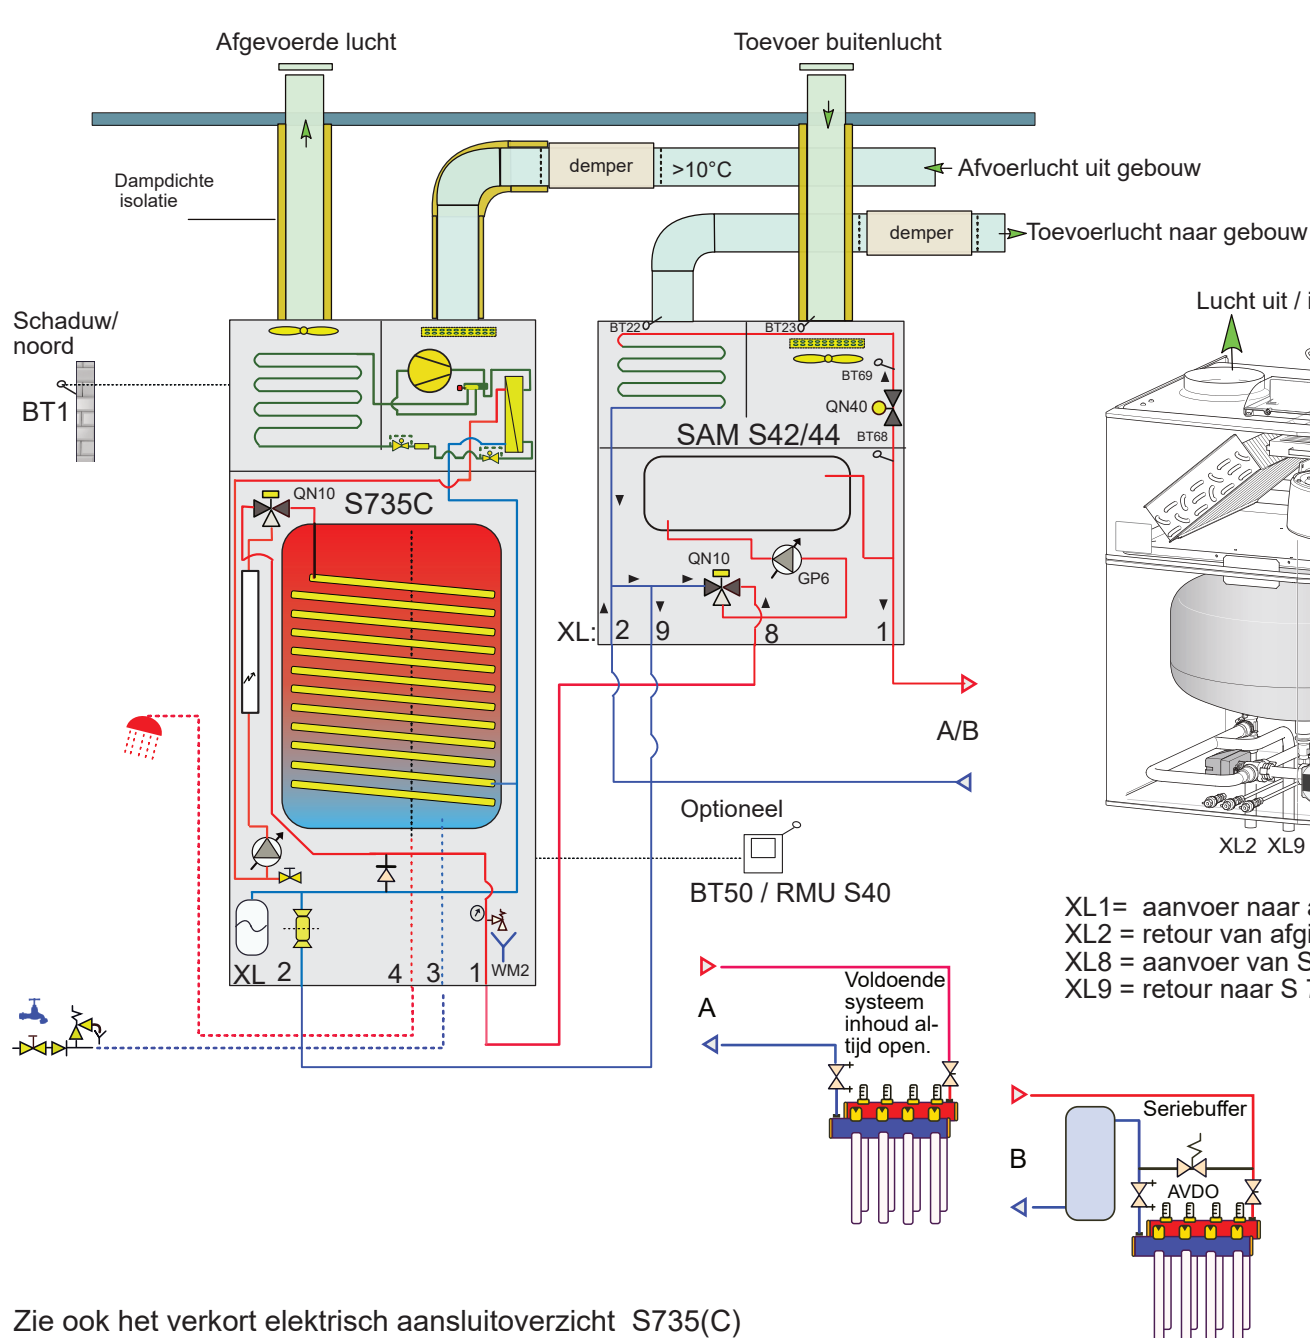 Afgevoerde lucht
Toevoer buitenlucht
Dampdichte
isolatie
demper
>10°C
Afvoerlucht uit gebouw
demper
Toevoerlucht naar gebouw
Lucht uit /
Schaduw/
noord
BT1
BT22
BT23
BT69
QN40
SAM S42/44
BT68
QN10
S735C
QN10
GP6
XL:
2
9
8
1
A/B
Optioneel
BT50 / RMU S40
XL2 XL9
XL1= aanvoer naar
XL2 = retour van
XL8 = aanvoer van
XL9 = retour naar S
XL
2
4
3
1
WM2
A
Voldoende
systeem
inhoud al-
tijd open.
B
Seriebuffer
AVDO
Zie ook het verkort elektrisch aansluitoverzicht S735(C)